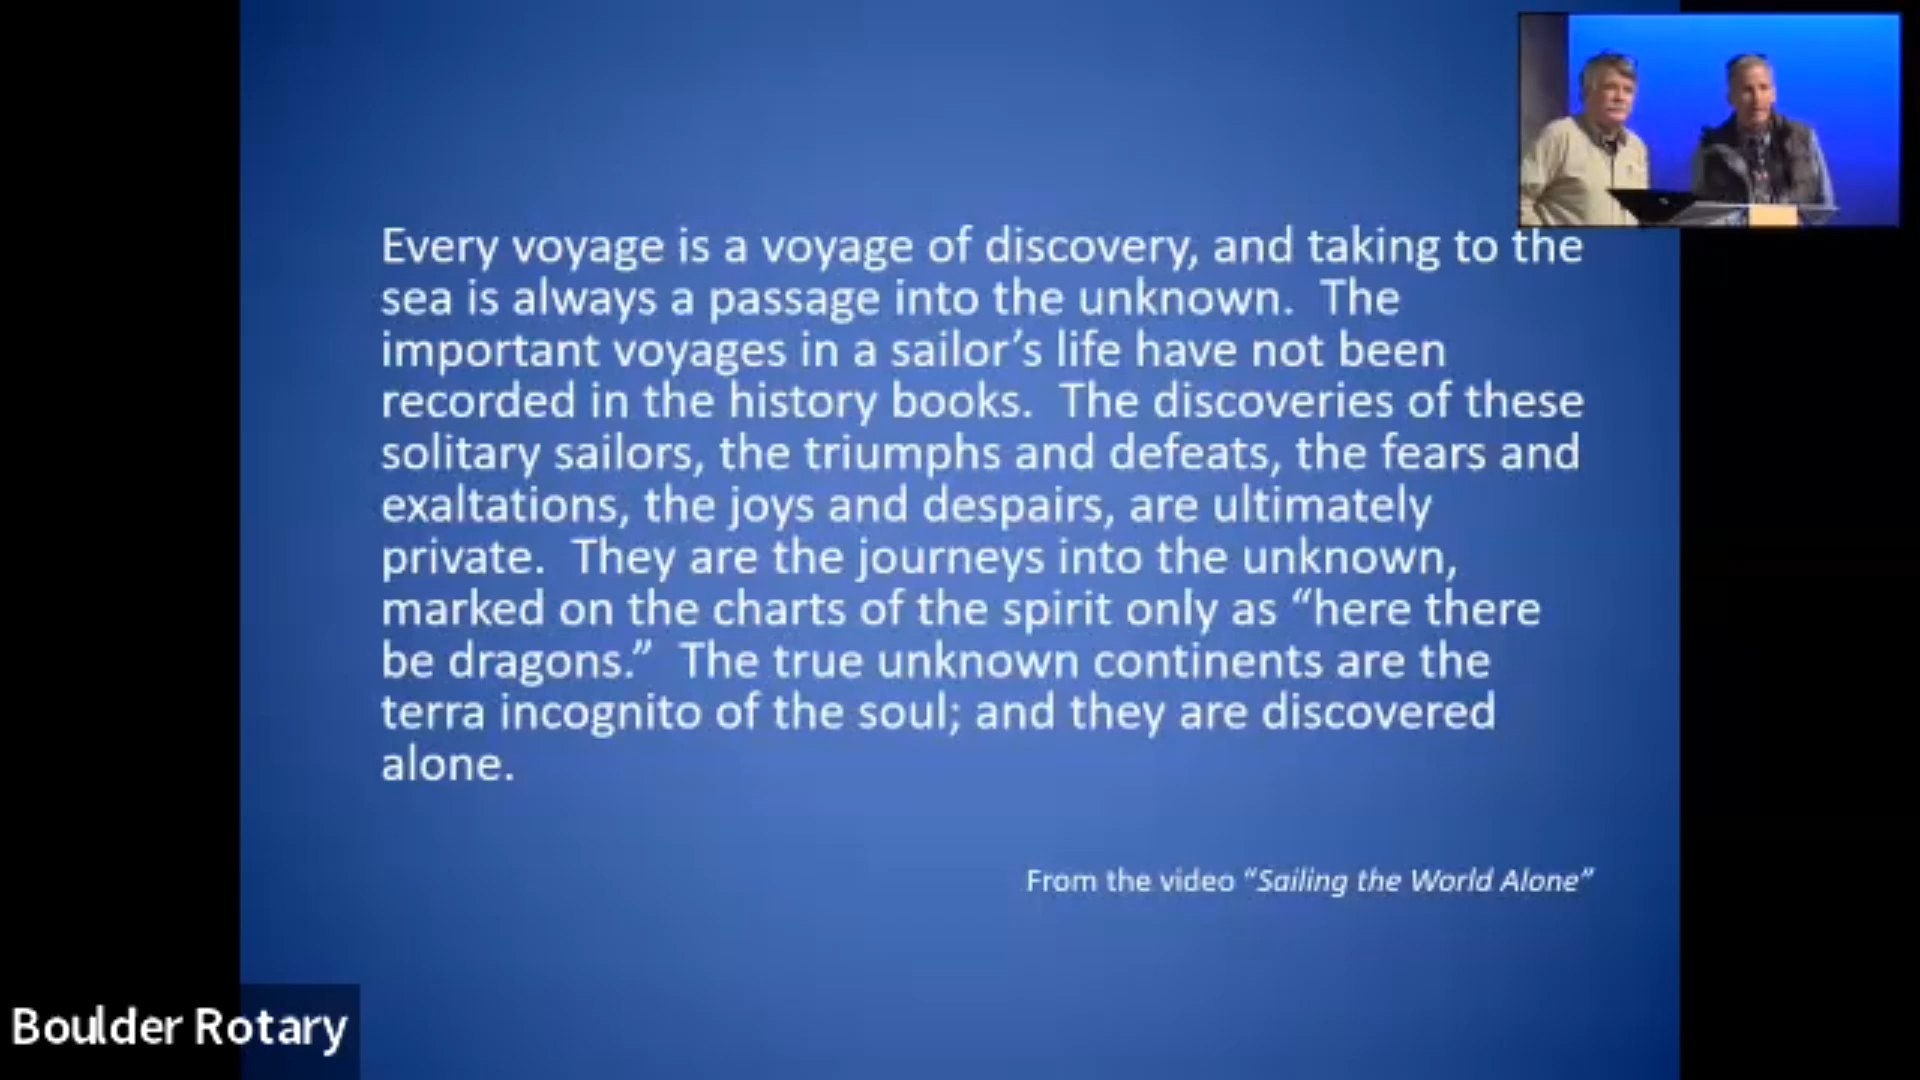 Every voyage is a voyage of discovery, and taking to the
sea is always a passage into the unknown.  The
important voyages in a sailor’s life have not been
recorded in the history books.  The discoveries of these
solitary sailors, the triumphs and defeats, the fears and
exaltations, the joys and despairs, are ultimately
private.  They are the journeys into the unknown,
marked on the charts of the spirit only as “here there
be dragons.”  The true unknown continents are the
terra incognito of the soul; and they are discovered
alone.
From the video “Sailing the World Alone”
Boulder Rotary